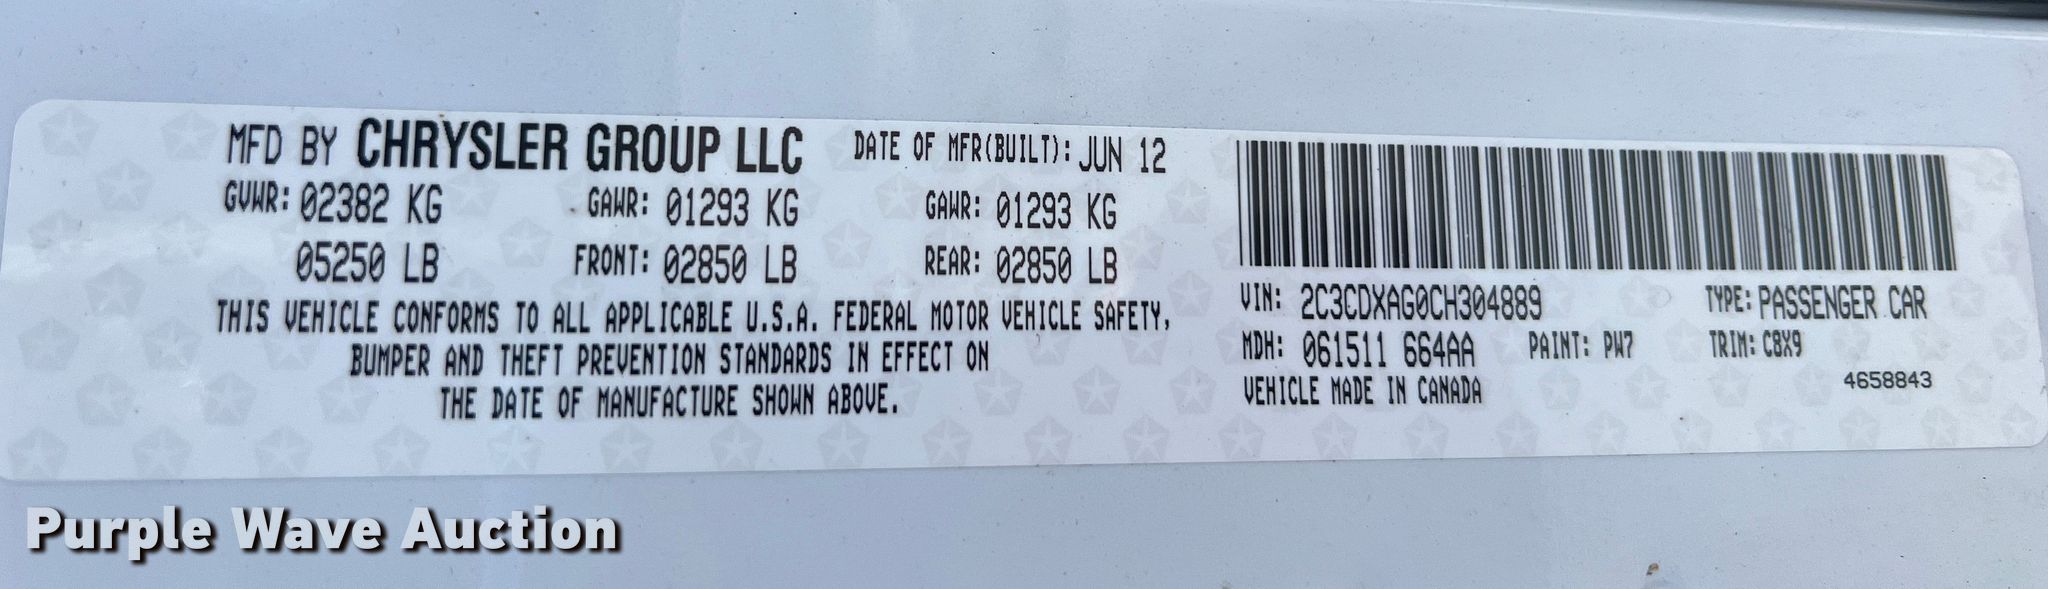 MFD BY CHRYSLER GROUP LLC DATE OF MFR(BUILT): JUN 12
GVWR: 02382 KG GAWR: 01293 KG GAWR: 01293 KG
05250 LB FRONT: 02850 LB REAR: 02850 LB
THIS VEHICLE CONFORMS TO ALL APPLICABLE U.S.A. FEDERAL MOTOR VEHICLE SAFETY,
BUMPER AND THEFT PREVENTION STANDARDS IN EFFECT ON
THE DATE OF MANUFACTURE SHOWN ABOVE.
VIN: 2C3CDXAG0CH304889 TYPE: PASSENGER CAR
MDH: 061511 664AA PAINT: PW7 TRIM: C8X9
VEHICLE MADE IN CANADA 4658843
Purple Wave Auction